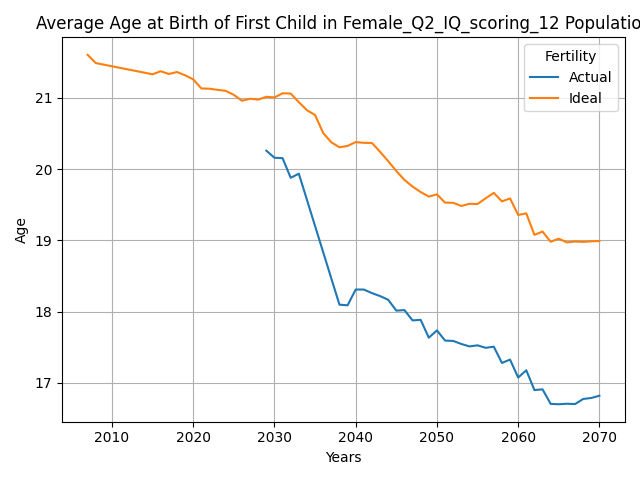 Average Age at Birth of First Child in Female_Q2_IQ_scoring_12 Populatio
Fertility
Actual
Ideal
Age
21
20
19
18
17
2010 2020 2030 2040 2050 2060 2070
Years